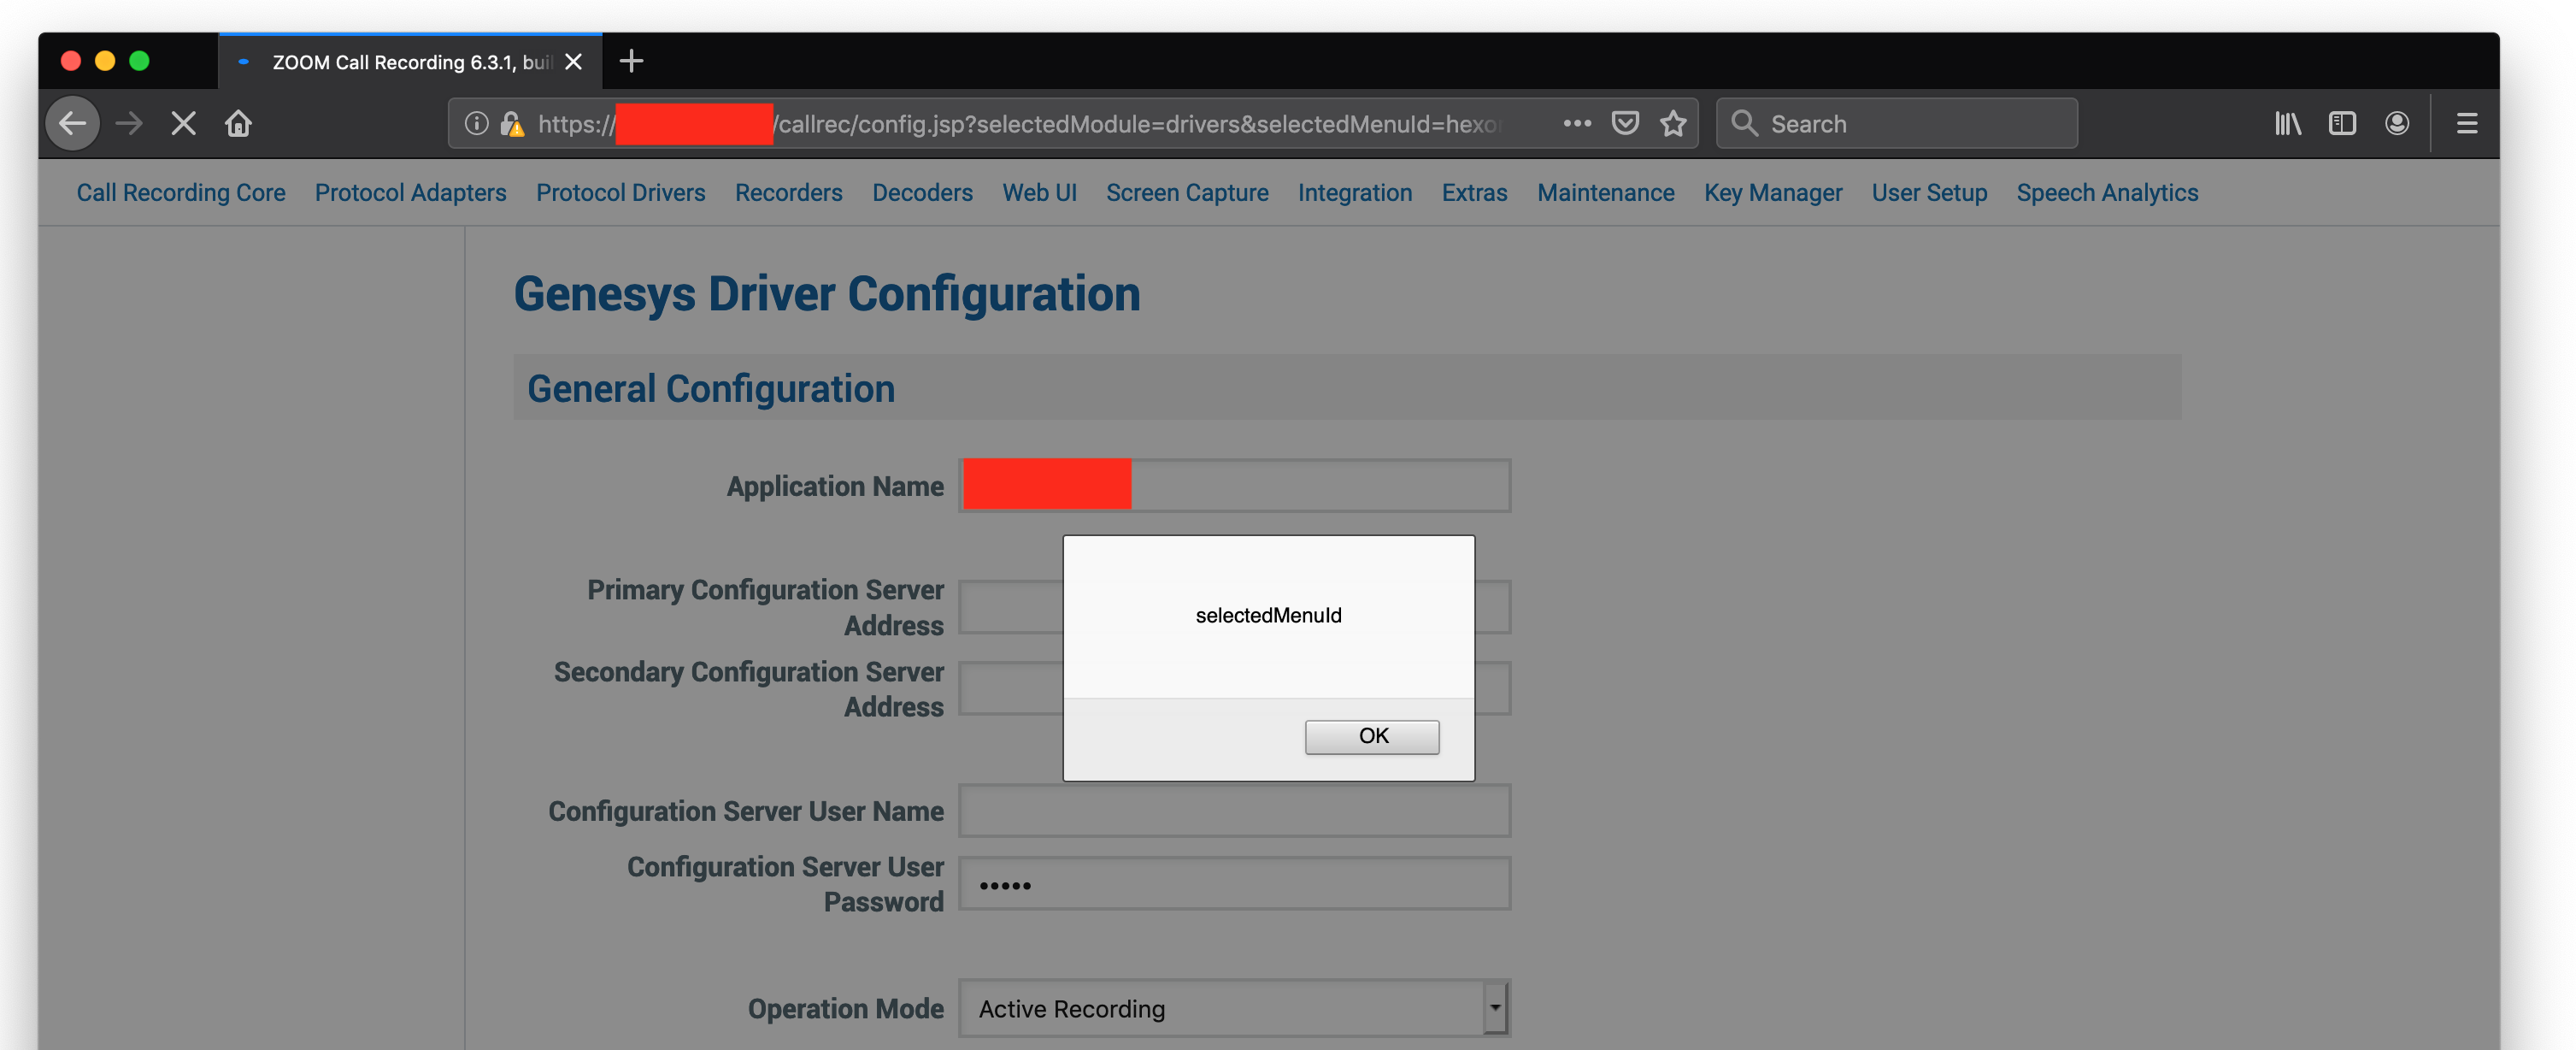 ZOOM Call Recording 6.3.1, buil
https:// /callrec/config.jsp?selectedModule=drivers&selectedMenuId=hexor
Search
Call Recording Core Protocol Adapters Protocol Drivers Recorders Decoders Web UI Screen Capture Integration Extras Maintenance Key Manager User Setup Speech Analytics
Genesys Driver Configuration
General Configuration
Application Name
Primary Configuration Server
Address
selectedMenuId
Secondary Configuration Server
Address
OK
Configuration Server User Name
Configuration Server User
Password
•••••
Operation Mode
Active Recording